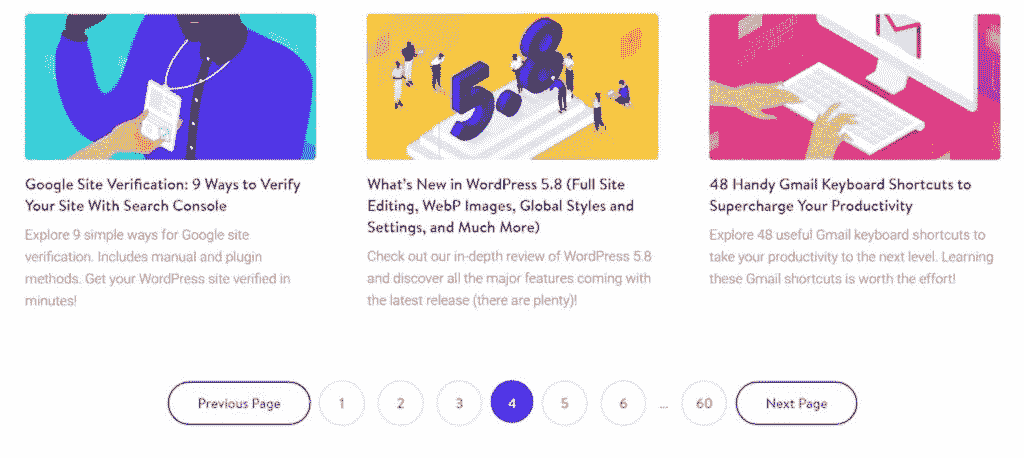 5.8
Google Site Verification: 9 Ways to Verify
Your Site With Search Console
Explore 9 simple ways for Google site
verification. Includes manual and plugin
methods. Get your WordPress site verified in
minutes!
What's New in WordPress 5.8 (Full Site
Editing, WebP Images, Global Styles and
Settings, and Much More)
Check out our in-depth review of WordPress 5.8
and discover all the major features coming with
the latest release (there are plenty)!
48 Handy Gmail Keyboard Shortcuts to
Supercharge Your Productivity
Explore 48 useful Gmail keyboard shortcuts to
take your productivity to the next level. Learning
these Gmail shortcuts is worth the effort!
Previous Page 1 2 3 4 5 6 ... 60 Next Page